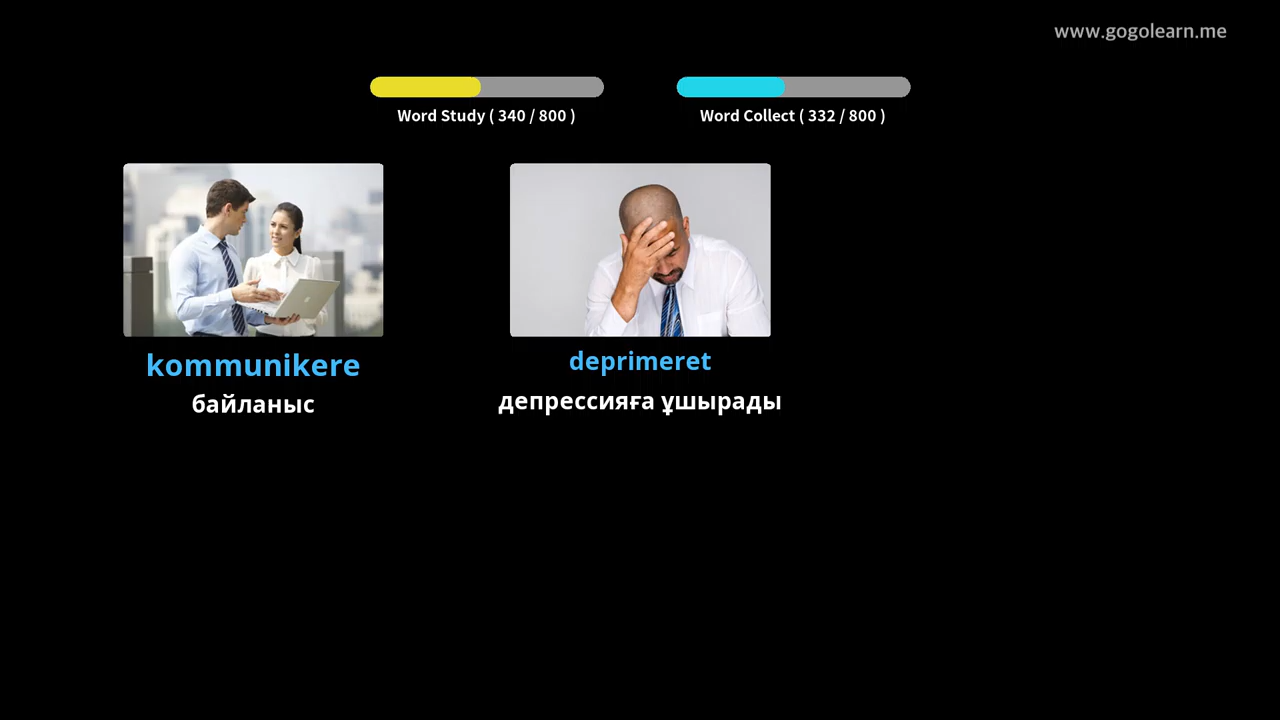 www.gogolearn.me
Word Study ( 340 / 800 )
Word Collect ( 332 / 800 )
kommunikere
байланыс
deprimeret
депрессияға ұшырады